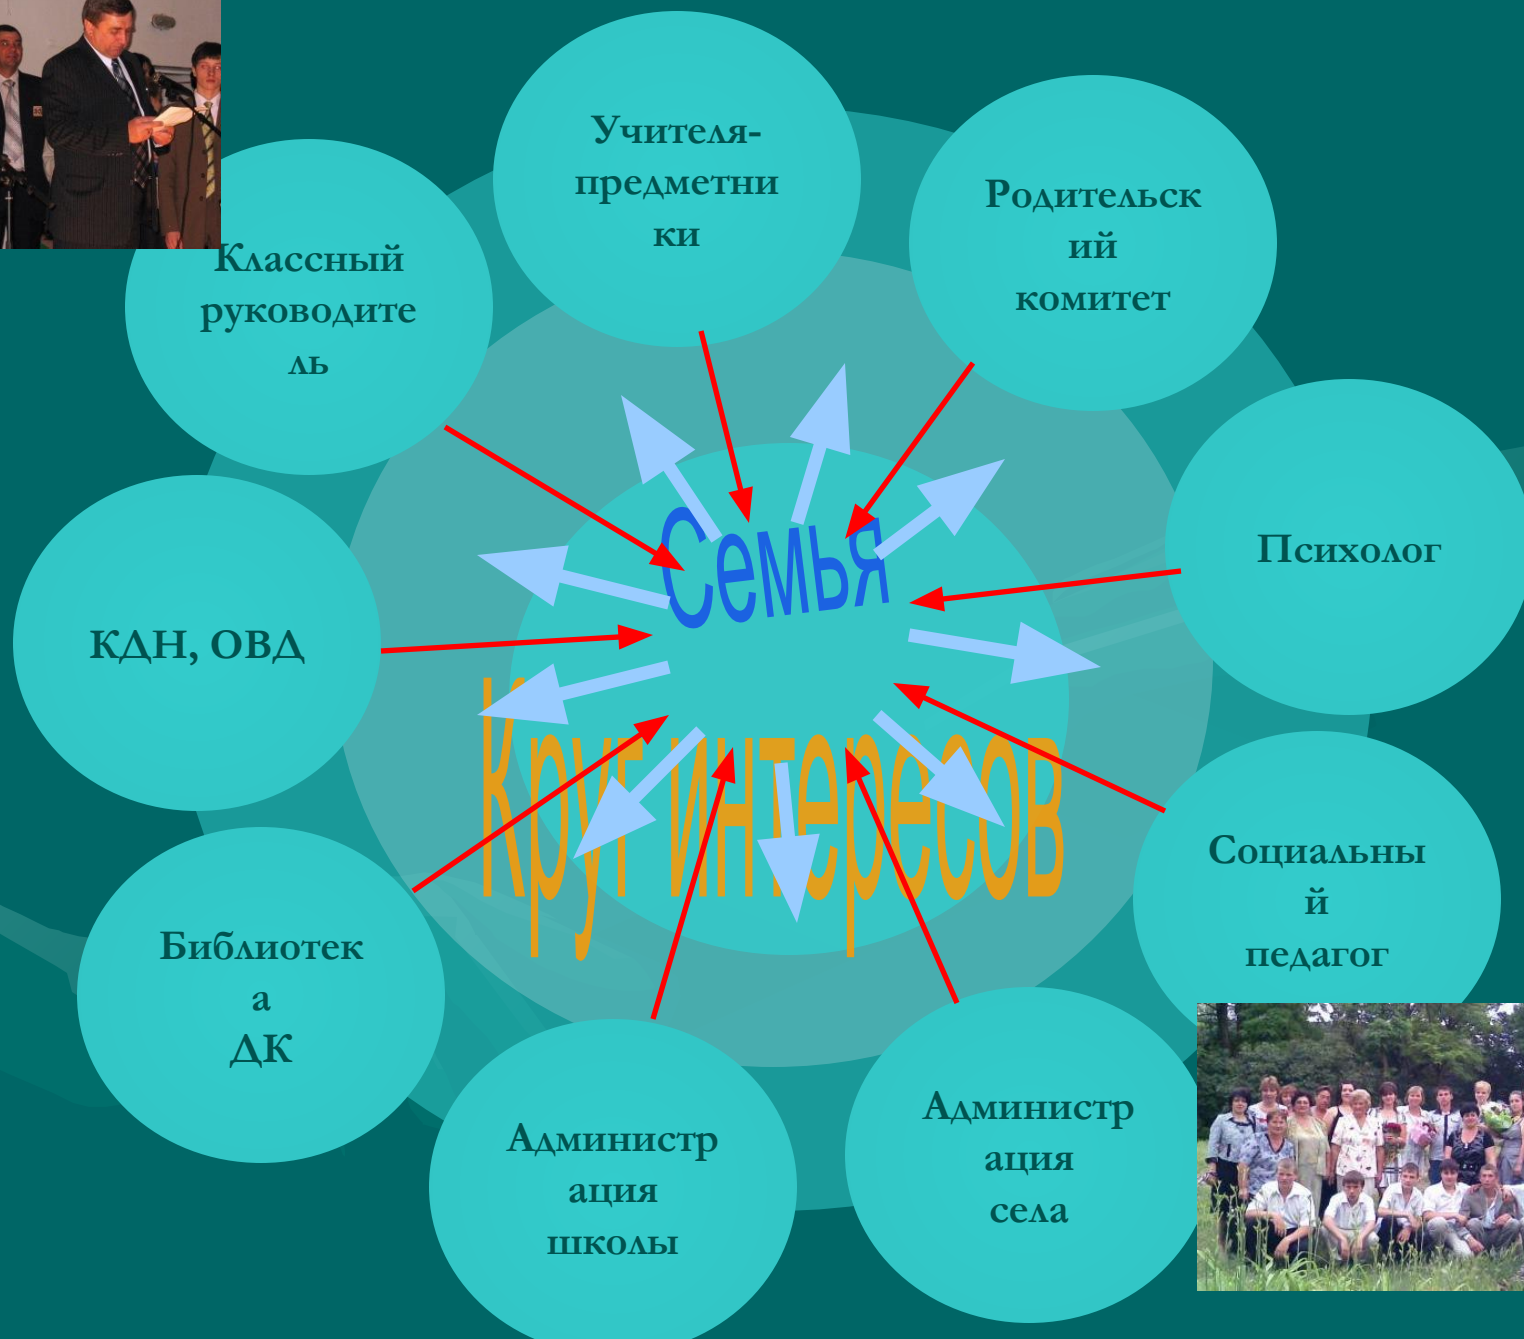 Учителя-
предметни
ки
Родительск
ий
комитет
Классный
руководите
ль
Психолог
Семья
КДН, ОВД
Круг интересов
Социальны
й
педагог
Библиотек
а
ДК
Администр
ация
села
Администр
ация
школы